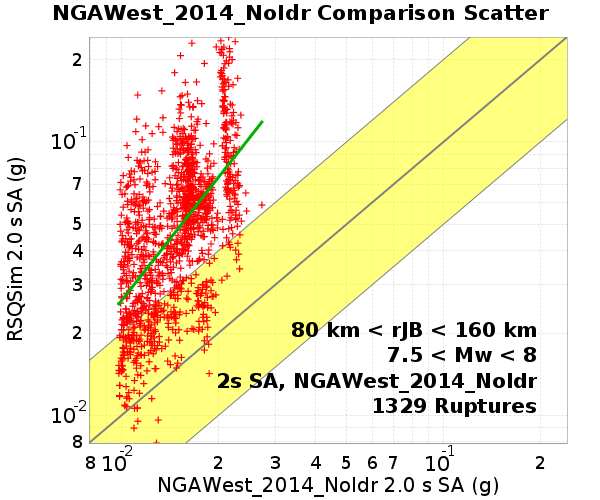 NGAWest_2014_NoIdr Comparison Scatter
RSQSim 2.0 s SA (g)
2
10-1
7
5
4
3
2
10-2
8
80 km < rJB < 160 km
7.5 < Mw < 8
2s SA, NGAWest_2014_NoIdr
1329 Ruptures
8 10-2 2 3 4 5 6 7 10-1 2
NGAWest_2014_NoIdr 2.0 s SA (g)